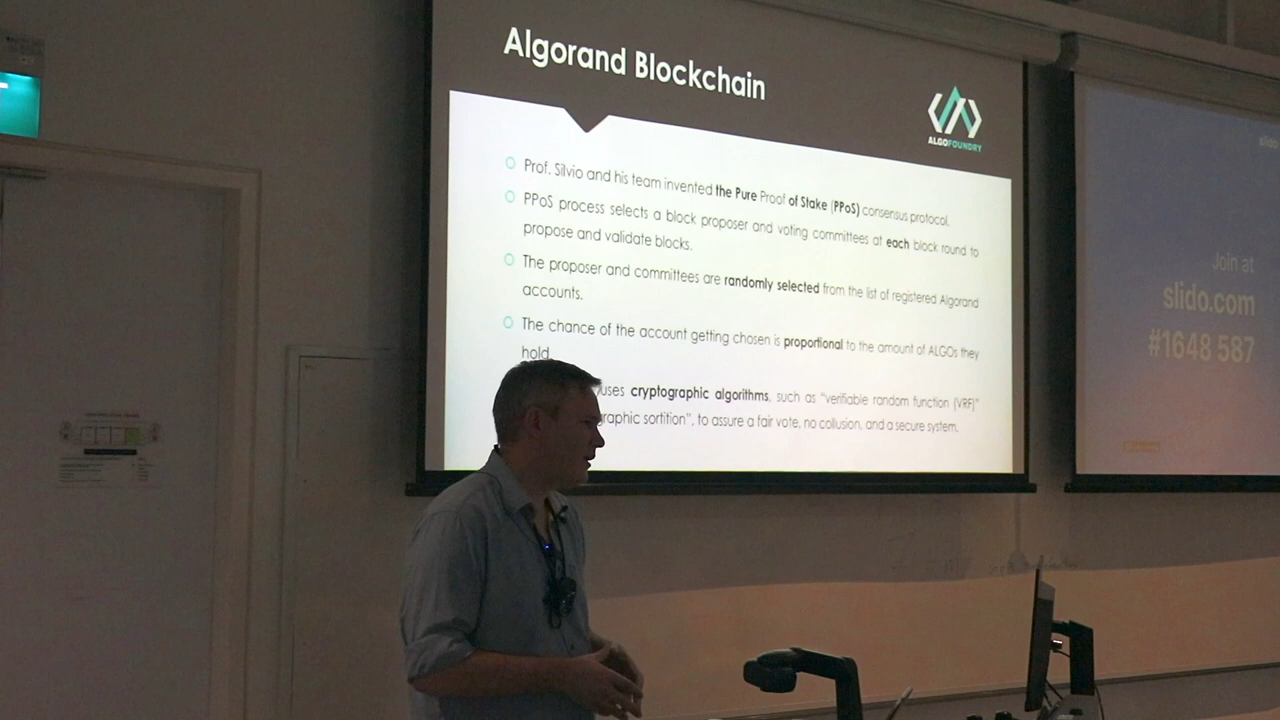 Algorand Blockchain
ALGOFOUNDRY
Prof. Silvio and his team invented the Pure Proof of Stake (PPoS) consensus protocol.
PPoS process selects a block proposer and voting committees at each block round to
propose and validate blocks.
The proposer and committees are randomly selected from the list of registered Algorand
accounts.
The chance of the account getting chosen is proportional to the amount of ALGOs they
hold.
uses cryptographic algorithms, such as “verifiable random function (VRF)”
graphic sortition”, to assure a fair vote, no collusion, and a secure system.
Join at
slido.com
#1648 587